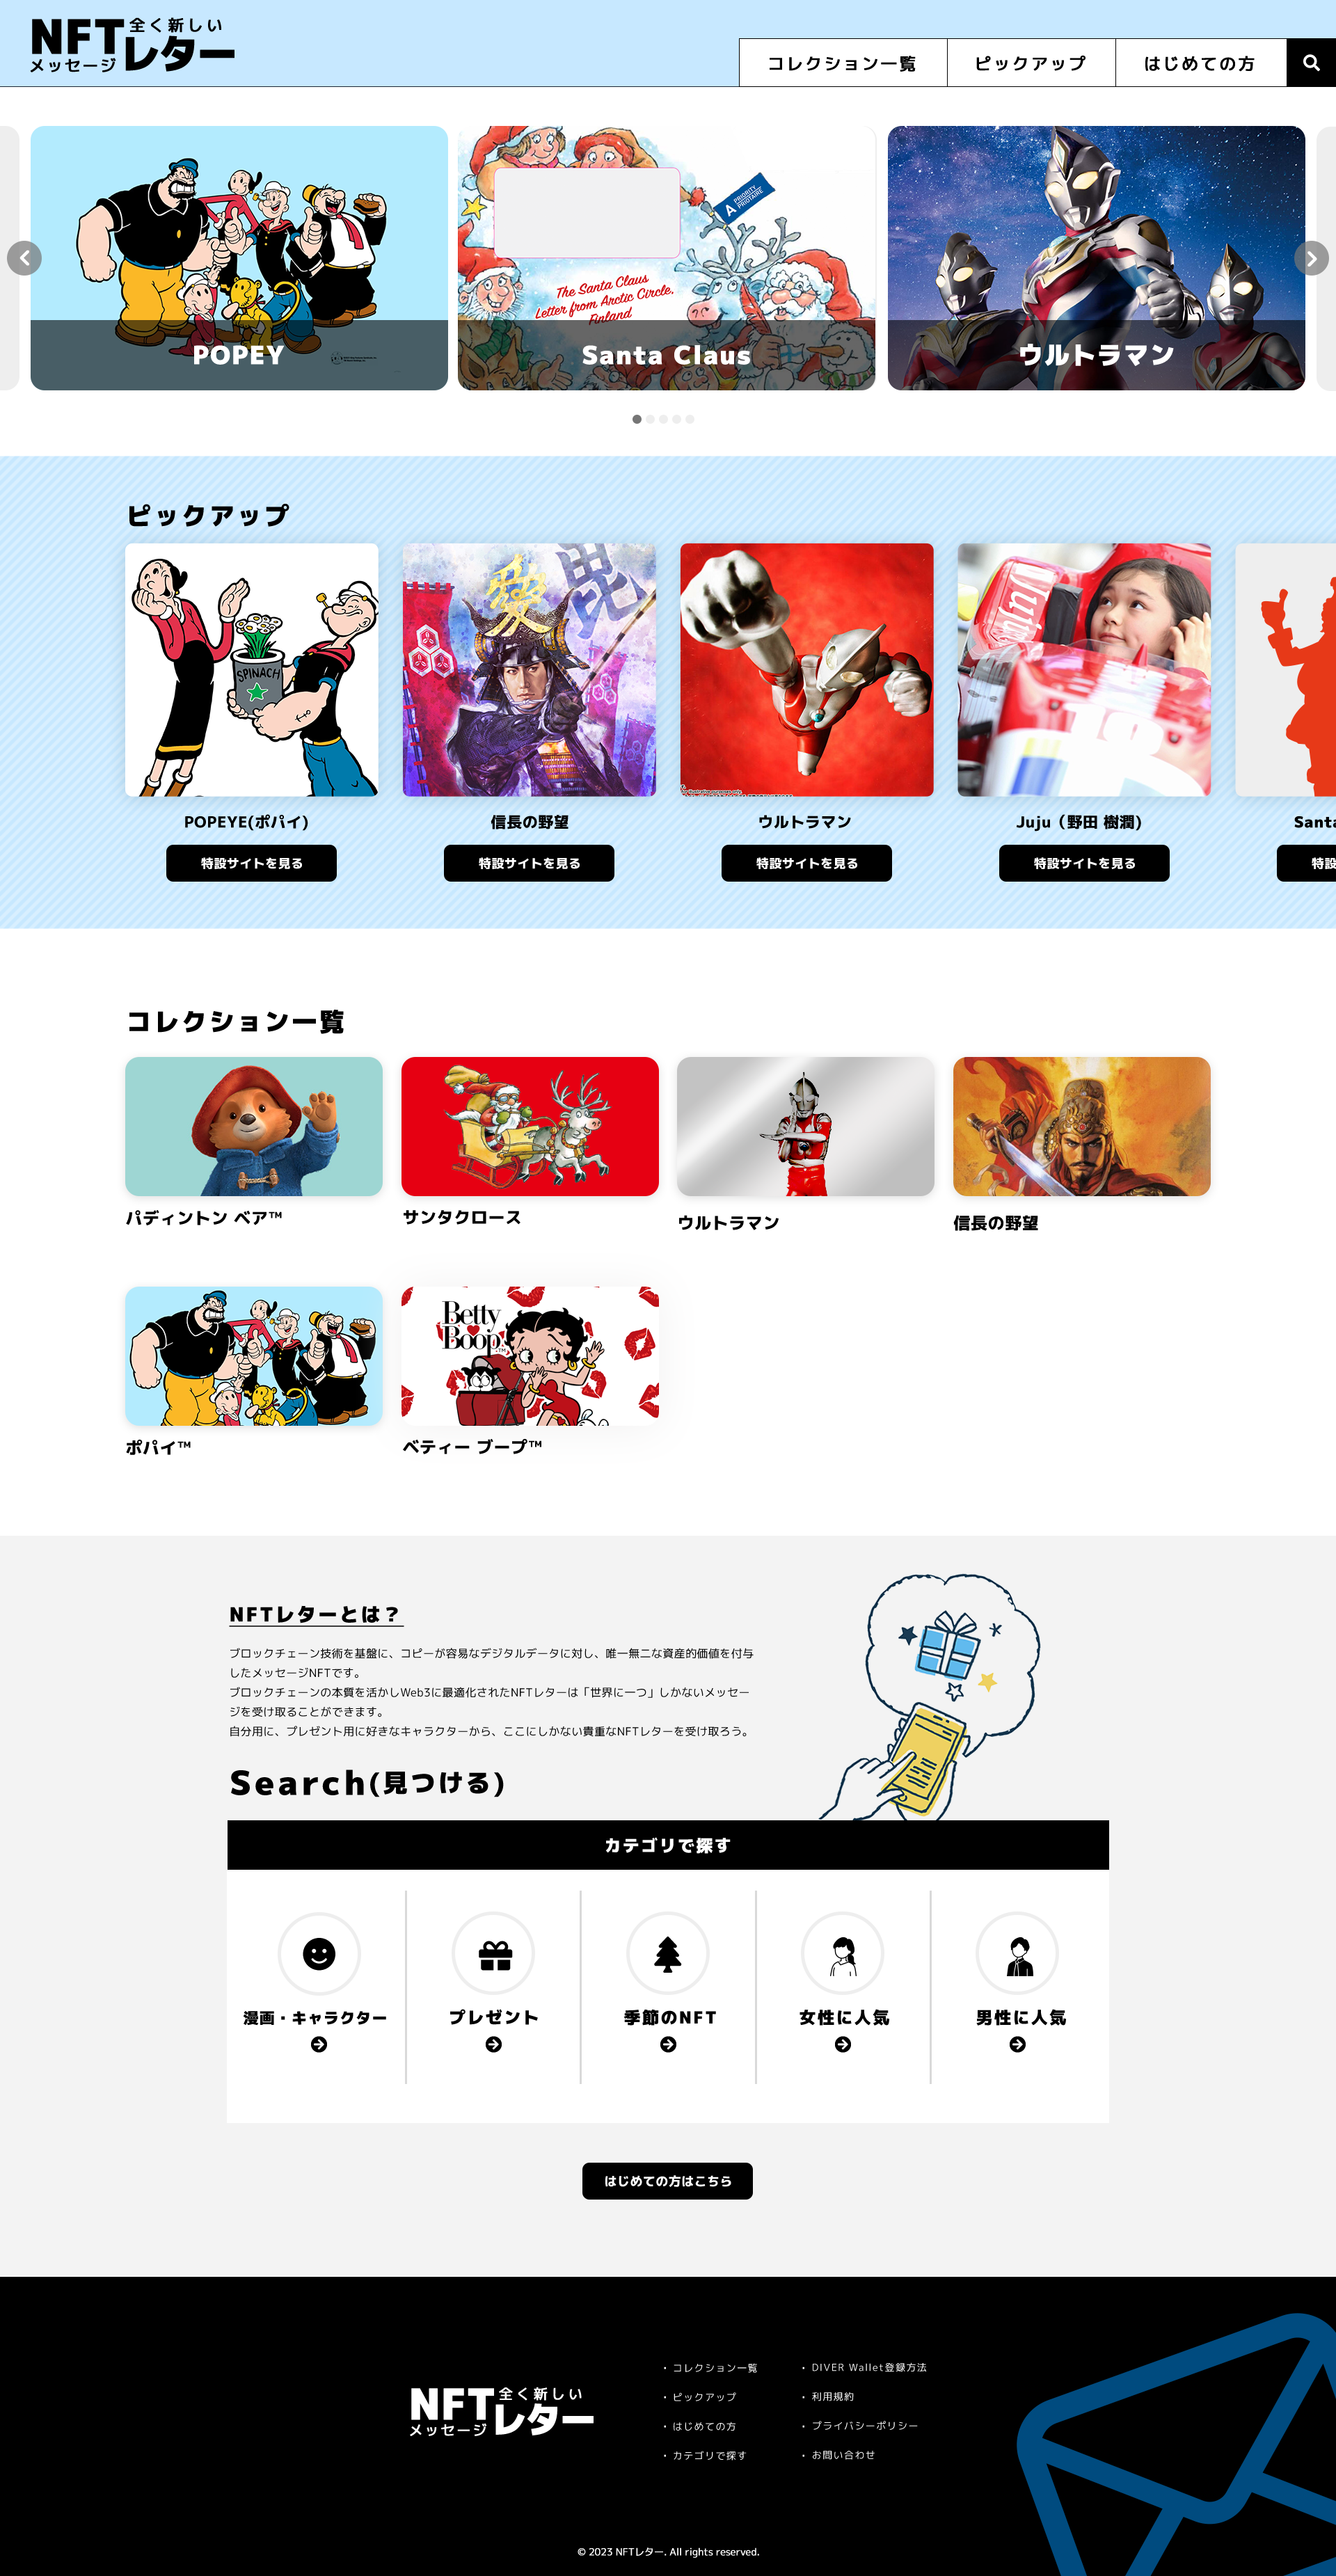 NFT全く新しい
メッセージレター
コレクション一覧
ピックアップ
はじめての方
PRIORITY
A PRIORITAIRE
The Santa Claus
Letter from Arctic Circle,
Finland
POPEY
Santa Claus
ウルトラマン
ピックアップ
SPINACH
愛
毘
Juju
10
POPEYE(ポパイ)
信長の野望
ウルトラマン
Juju（野田 樹潤)
Santa
特設サイトを見る
特設サイトを見る
特設サイトを見る
特設サイトを見る
特設
コレクション一覧
パディントン ベア™
サンタクロース
ウルトラマン
信長の野望
Betty
Boop™
ポパイ™
ベティー ブープ™
NFTレターとは？
ブロックチェーン技術を基盤に、コピーが容易なデジタルデータに対し、唯一無二な資産的価値を付与
したメッセージNFTです。
ブロックチェーンの本質を活かしWeb3に最適化されたNFTレターは「世界に一つ」しかないメッセー
ジを受け取ることができます。
自分用に、プレゼント用に好きなキャラクターから、ここにしかない貴重なNFTレターを受け取ろう。
Search(見つける)
カテゴリで探す
漫画・キャラクター
プレゼント
季節のNFT
女性に人気
男性に人気
はじめての方はこちら
NFT全く新しい
メッセージレター
・コレクション一覧
・ピックアップ
・はじめての方
・カテゴリで探す
・DIVER Wallet登録方法
・利用規約
・プライバシーポリシー
・お問い合わせ
© 2023 NFTレター. All rights reserved.